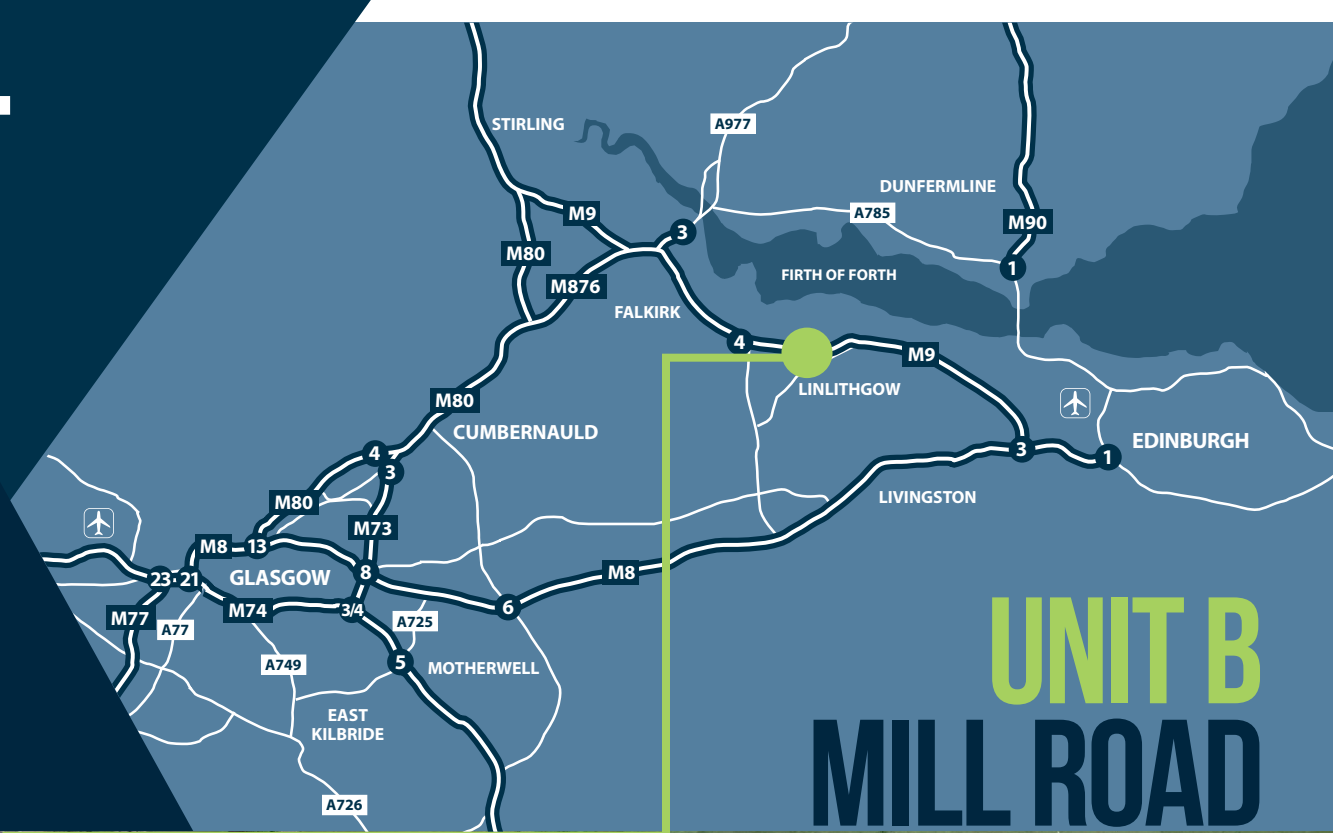 STIRLING
A977
DUNFERMLINE
M9
A785
M90
3
M80
1
FIRTH OF FORTH
M876
FALKIRK
4
M9
LINLITHGOW
M80
CUMBERNAULD
EDINBURGH
4
3
3
1
LIVINGSTON
M80
M73
M8
13
GLASGOW
8
M8
23
21
6
M77
M74
3/4
A77
A725
A749
5
MOTHERWELL
EAST
KILBRIDE
A726
UNIT B
MILL ROAD